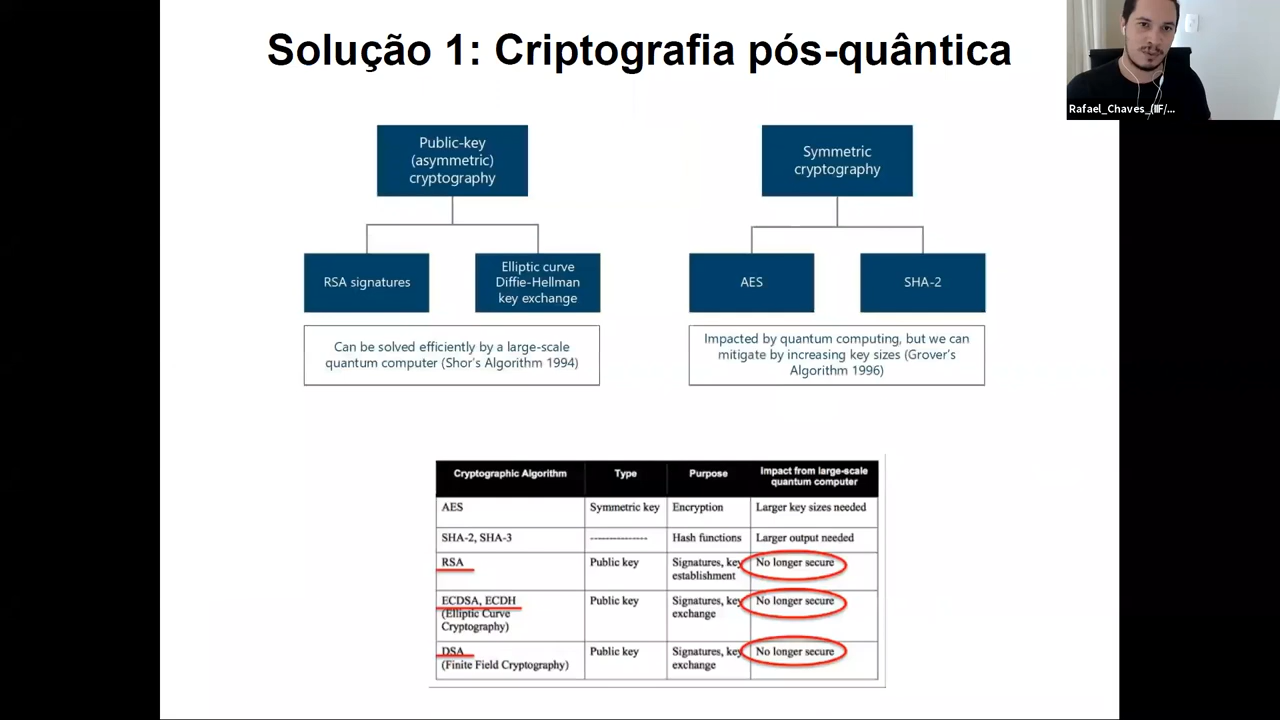 Solução 1: Criptografia pós-quântica
Rafael_Chaves_(IIF/...
Public-key
(asymmetric)
cryptography
Symmetric
cryptography
RSA signatures
Elliptic curve
Diffie-Hellman
key exchange
AES
SHA-2
Can be solved efficiently by a large-scale
quantum computer (Shor's Algorithm 1994)
Impacted by quantum computing, but we can
mitigate by increasing key sizes (Grover's
Algorithm 1996)
Cryptographic Algorithm Type Purpose Impact from large-scale
quantum computer
AES Symmetric key Encryption Larger key sizes needed
SHA-2, SHA-3 --------------- Hash functions Larger output needed
RSA Public key Signatures, key No longer secure
establishment
ECDSA, ECDH Public key Signatures, key No longer secure
(Elliptic Curve exchange
Cryptography)
DSA Public key Signatures, key No longer secure
(Finite Field Cryptography) exchange